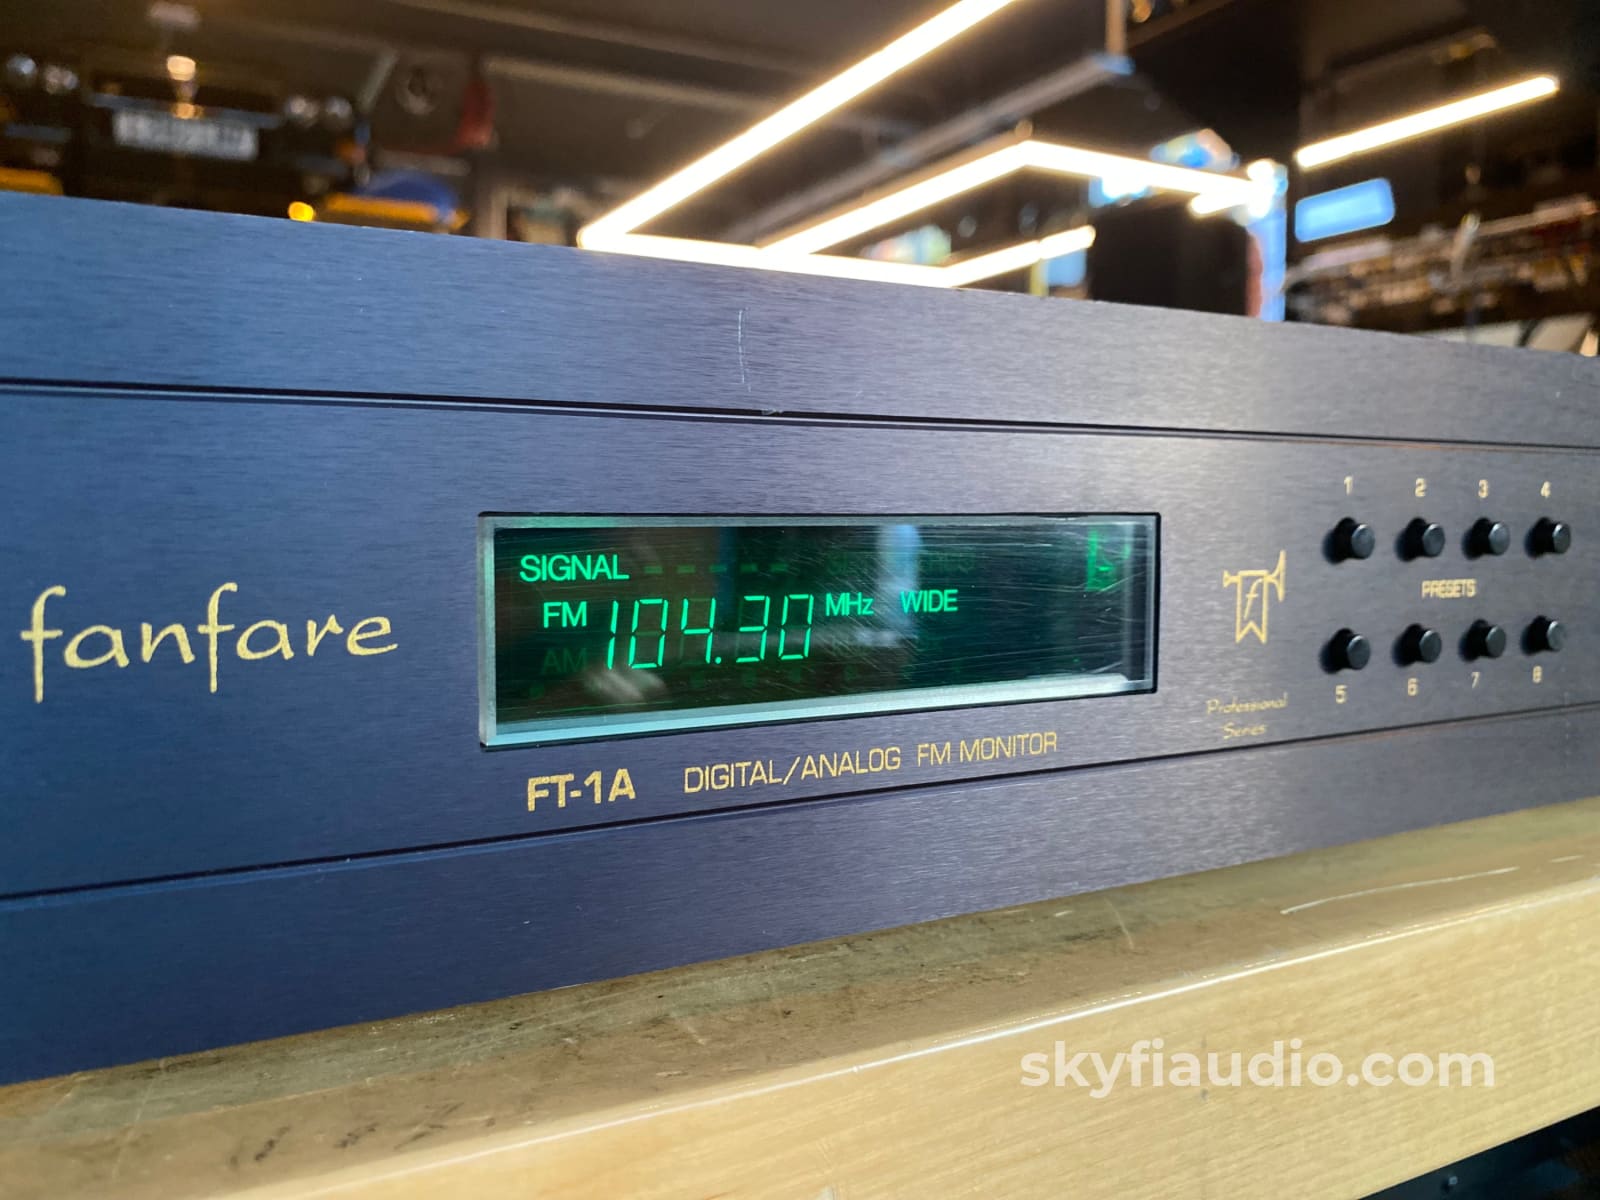 1 2 3 4
SIGNAL
FM 104.30 MHz WIDE
AM
PRESETS
fanfare
f
5 6 7 8
Professional
Series
FT-1A DIGITAL/ANALOG FM MONITOR
skyfiaudio.com